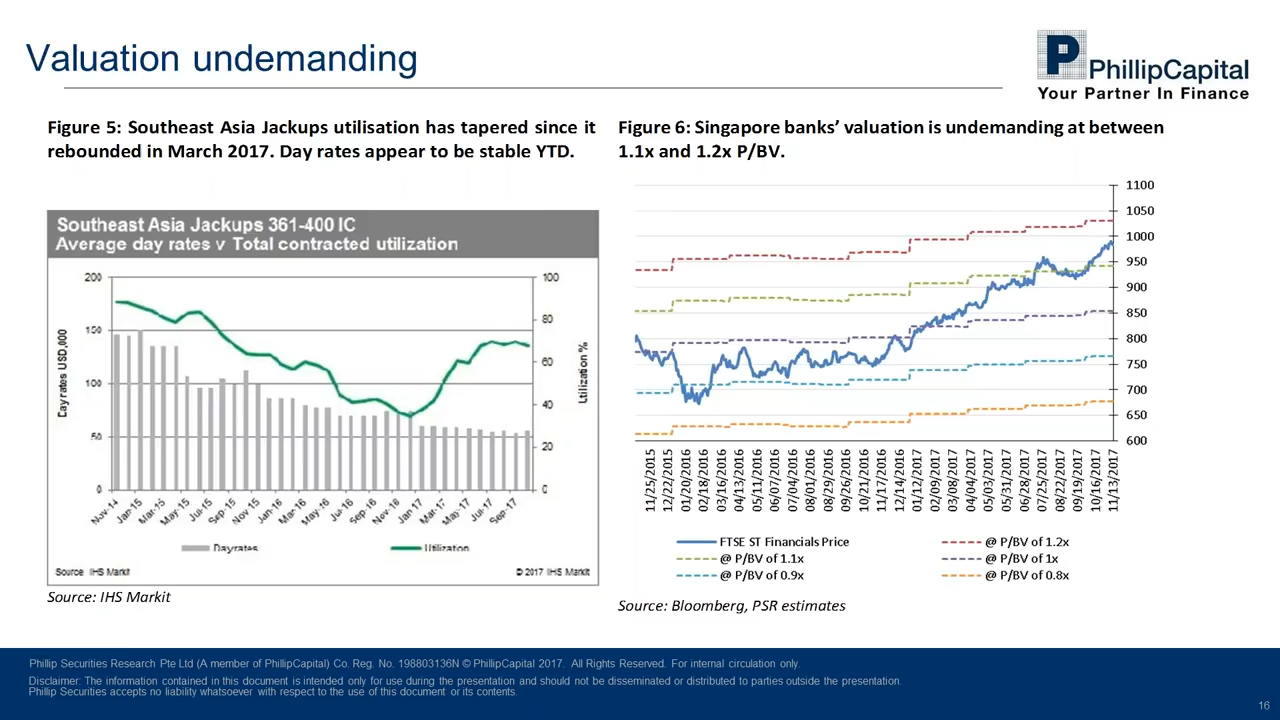 Valuation undemanding
P PhillipCapital
Your Partner In Finance
Figure 5: Southeast Asia Jackups utilisation has tapered since it
rebounded in March 2017. Day rates appear to be stable YTD.
Southeast Asia Jackups 361-400 IC
Average day rates v Total contracted utilization
200
150
100
50
0
Day rates USD,000
100
80
60
40
20
0
Utilization %
Nov-14
Jan-15
Mar-15
May-15
Jul-15
Sep-15
Nov-15
Jan-16
Mar-16
May-16
Jul-16
Sep-16
Nov-16
Jan-17
Mar-17
May-17
Jul-17
Sep-17
Dayrates
Utilization
Source: IHS Markit
© 2017 IHS Markit
Source: IHS Markit
Figure 6: Singapore banks’ valuation is undemanding at between
1.1x and 1.2x P/BV.
1100
1050
1000
950
900
850
800
750
700
650
600
11/25/2015
12/22/2015
01/20/2016
02/18/2016
03/16/2016
04/13/2016
05/11/2016
06/07/2016
07/04/2016
08/01/2016
08/29/2016
09/26/2016
10/21/2016
11/17/2016
12/14/2016
01/12/2017
02/09/2017
03/08/2017
04/04/2017
05/03/2017
05/31/2017
06/28/2017
07/25/2017
08/22/2017
09/19/2017
10/16/2017
11/13/2017
FTSE ST Financials Price
@ P/BV of 1.2x
@ P/BV of 1.1x
@ P/BV of 1x
@ P/BV of 0.9x
@ P/BV of 0.8x
Source: Bloomberg, PSR estimates
Phillip Securities Research Pte Ltd (A member of PhillipCapital) Co. Reg. No. 198803136N © PhillipCapital 2017. All Rights Reserved. For internal circulation only.
Disclaimer: The information contained in this document is intended only for use during the presentation and should not be disseminated or distributed to parties outside the presentation.
Phillip Securities accepts no liability whatsoever with respect to the use of this document or its contents.
16